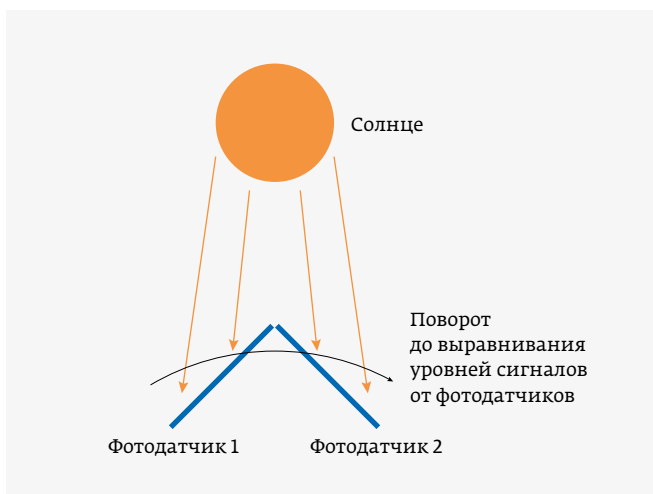 Солнце
Поворот
до выравнивания
уровней сигналов
от фотодатчиков
Фотодатчик 1
Фотодатчик 2